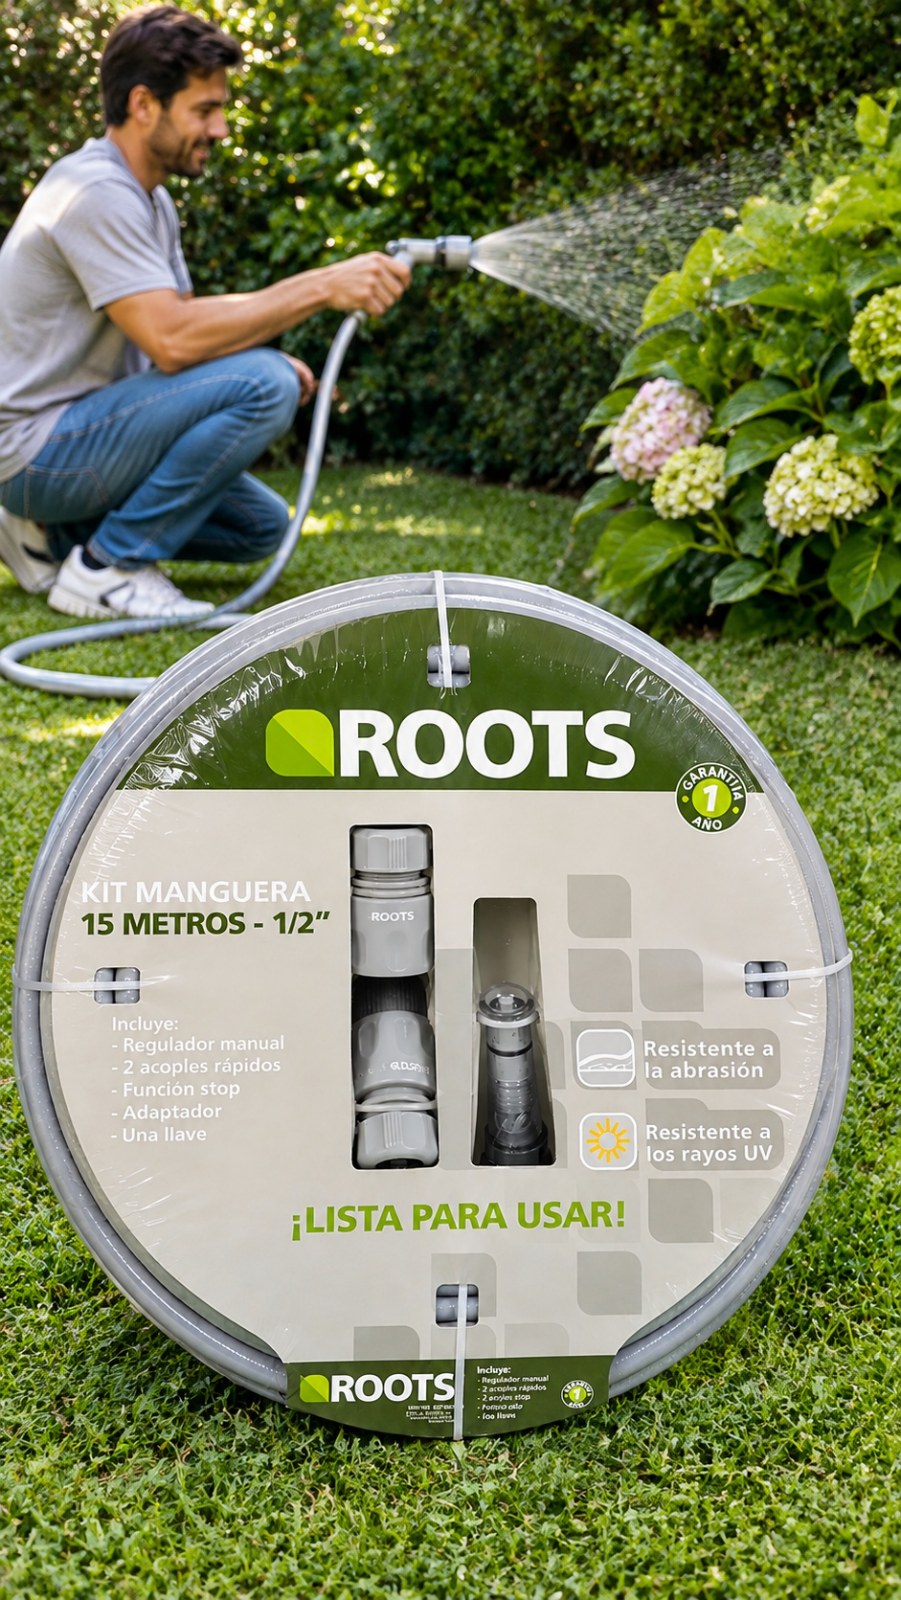 ROOTS
GARANTÍA
1
AÑO
KIT MANGUERA
15 METROS - 1/2"
ROOTS
Incluye:
- Regulador manual
- 2 acoples rápidos
- Función stop
- Adaptador
- Una llave
Resistente a
la abrasión
Resistente a
los rayos UV
¡LISTA PARA USAR!
ROOTS
Incluye:
- Regulador manual
- 2 acoples rápidos
1